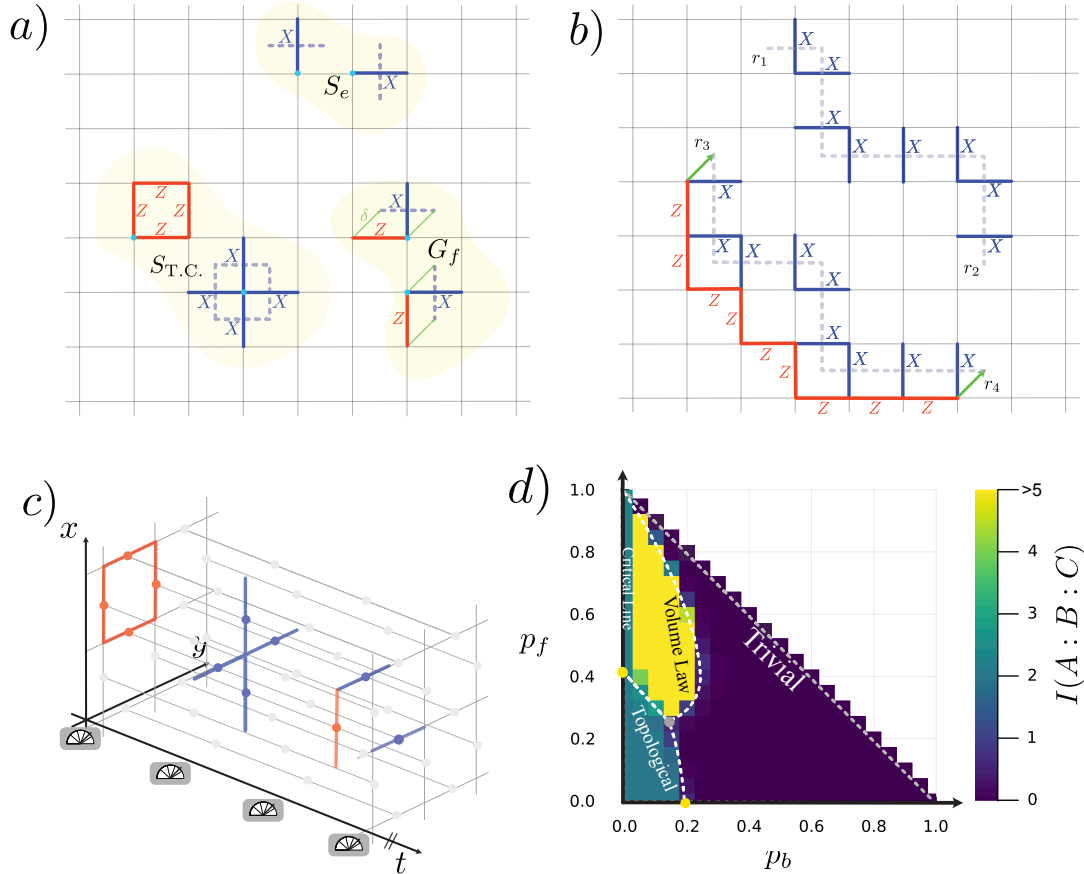 a)
X
X
S_e
Z
Z
Z
Z
S_T.C.
X
X
X
X
δ
X
Z
G_f
X
Z
b)
r_1
X
X
X
X
X
X
X
r_2
r_3
X
Z
Z
X
X
X
Z
Z
X
Z
Z
X
X
X
r_4
Z
Z
Z
c)
x
y
t
d)
p_f
1.0
0.8
0.6
0.4
0.2
0.0
Critical Line
Volume Law
Trivial
Topological
0.0 0.2 0.4 0.6 0.8 1.0
p_b
>5
4
3
2
1
0
I(A : B : C)